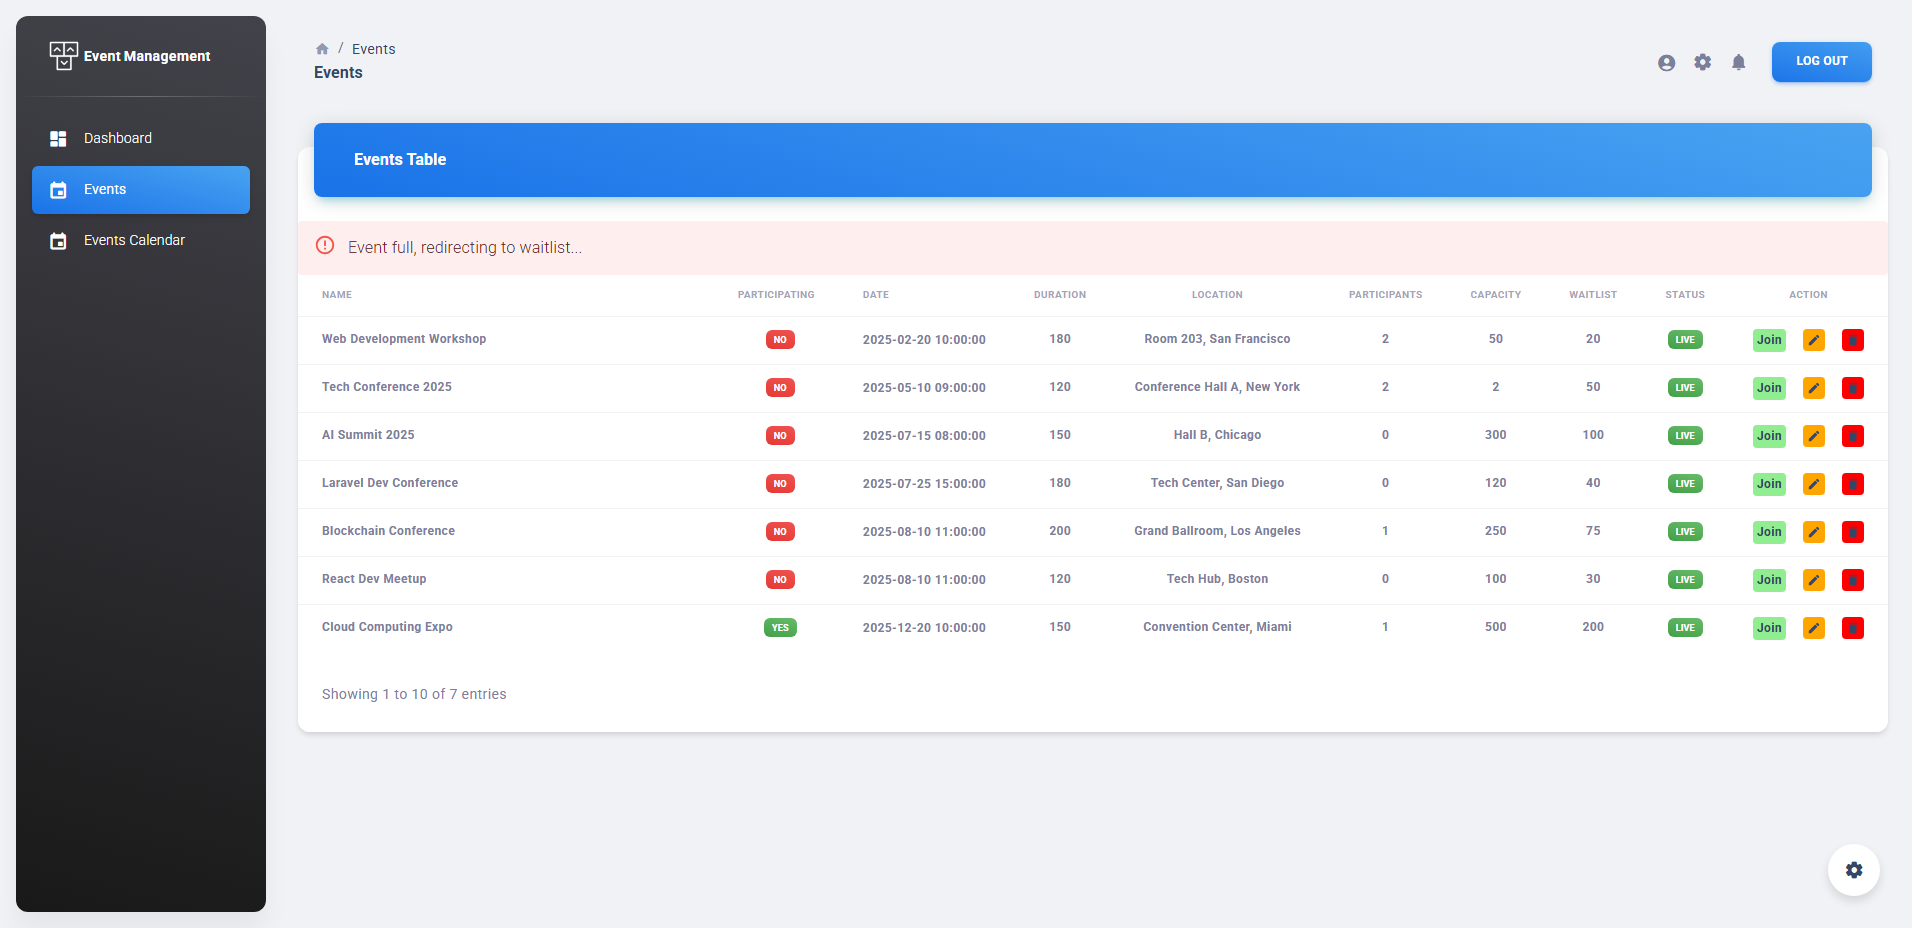 Event Management
Dashboard
Events
Events Calendar
/ Events
Events
LOG OUT
Events Table
Event full, redirecting to waitlist...
NAME PARTICIPATING DATE DURATION LOCATION PARTICIPANTS CAPACITY WAITLIST STATUS ACTION
Web Development Workshop NO 2025-02-20 10:00:00 180 Room 203, San Francisco 2 50 20 LIVE Join
Tech Conference 2025 NO 2025-05-10 09:00:00 120 Conference Hall A, New York 2 2 50 LIVE Join
AI Summit 2025 NO 2025-07-15 08:00:00 150 Hall B, Chicago 0 300 100 LIVE Join
Laravel Dev Conference NO 2025-07-25 15:00:00 180 Tech Center, San Diego 0 120 40 LIVE Join
Blockchain Conference NO 2025-08-10 11:00:00 200 Grand Ballroom, Los Angeles 1 250 75 LIVE Join
React Dev Meetup NO 2025-08-10 11:00:00 120 Tech Hub, Boston 0 100 30 LIVE Join
Cloud Computing Expo YES 2025-12-20 10:00:00 150 Convention Center, Miami 1 500 200 LIVE Join
Showing 1 to 10 of 7 entries